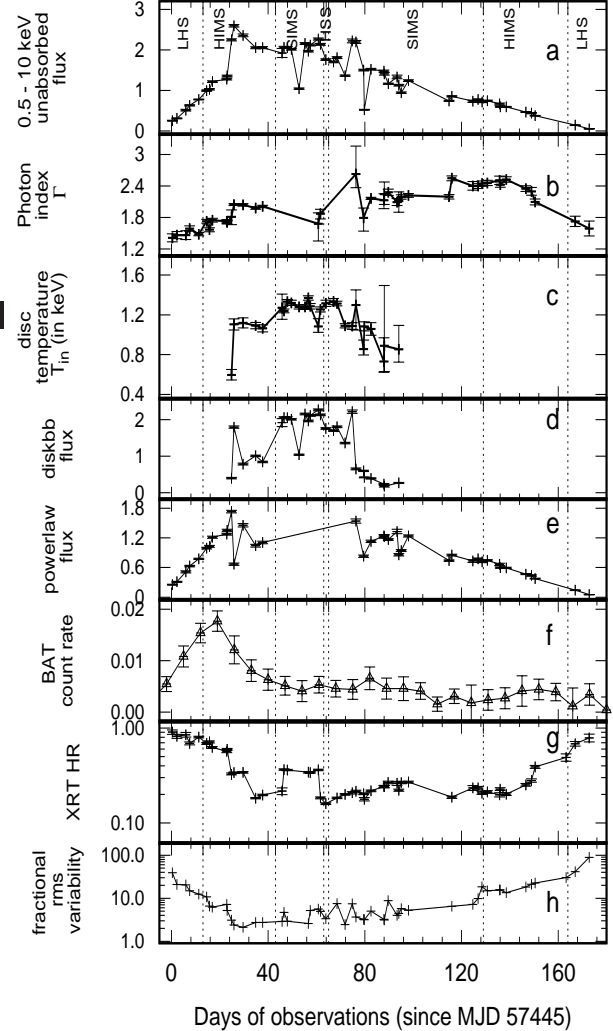 LHS HIMS SIMS HSS SIMS HIMS LHS
0.5 - 10 keV
unabsorbed
flux
3
2
1
0
a
Photon
index
Γ
3
2.4
1.8
1.2
b
disc
temperature
T_in (in keV)
1.6
1.2
0.8
0.4
c
diskbb
flux
2
1
0
d
powerlaw
flux
1.8
1.2
0.6
0
e
BAT
count rate
0.02
0.01
0.00
f
XRT HR
1.00
0.10
g
fractional
rms
variability
100.0
10.0
1.0
h
0 40 80 120 160
Days of observations (since MJD 57445)